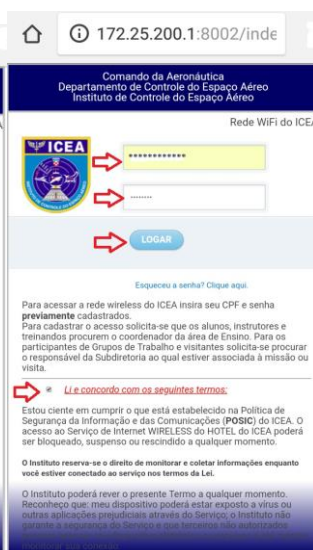 172.25.200.1:8002/inde
Comando da Aeronáutica
Departamento de Controle do Espaço Aéreo
Instituto de Controle do Espaço Aéreo
Rede WiFi do ICEA
ICEA
************
........
LOGAR
Esqueceu a senha? Clique aqui.
Para acessar a rede wireless do ICEA insira seu CPF e senha
previamente cadastrados.
Para cadastrar o acesso solicita-se que os alunos, instrutores e
treinandos procurem o coordenador da área de Ensino. Para os
participantes de Grupos de Trabalho e visitantes solicita-se procurar
o responsável da Subdiretoria ao qual estiver associada à missão ou
visita.
Li e concordo com os seguintes termos:
Estou ciente em cumprir o que está estabelecido na Política de
Segurança da Informação e das Comunicações (POSIC) do ICEA. O
acesso ao Serviço de Internet WIRELESS do HOTEL do ICEA poderá
ser bloqueado, suspenso ou rescindido a qualquer momento.
O Instituto reserva-se o direito de monitorar e coletar informações enquanto
você estiver conectado ao serviço nos termos da Lei.
O Instituto poderá rever o presente Termo a qualquer momento.
Reconheço que: meu dispositivo poderá estar exposto a vírus ou
outras aplicações prejudiciais através do Serviço; o Instituto não
garante a segurança do Serviço e que terceiros não autorizados
monitorar sua conexão